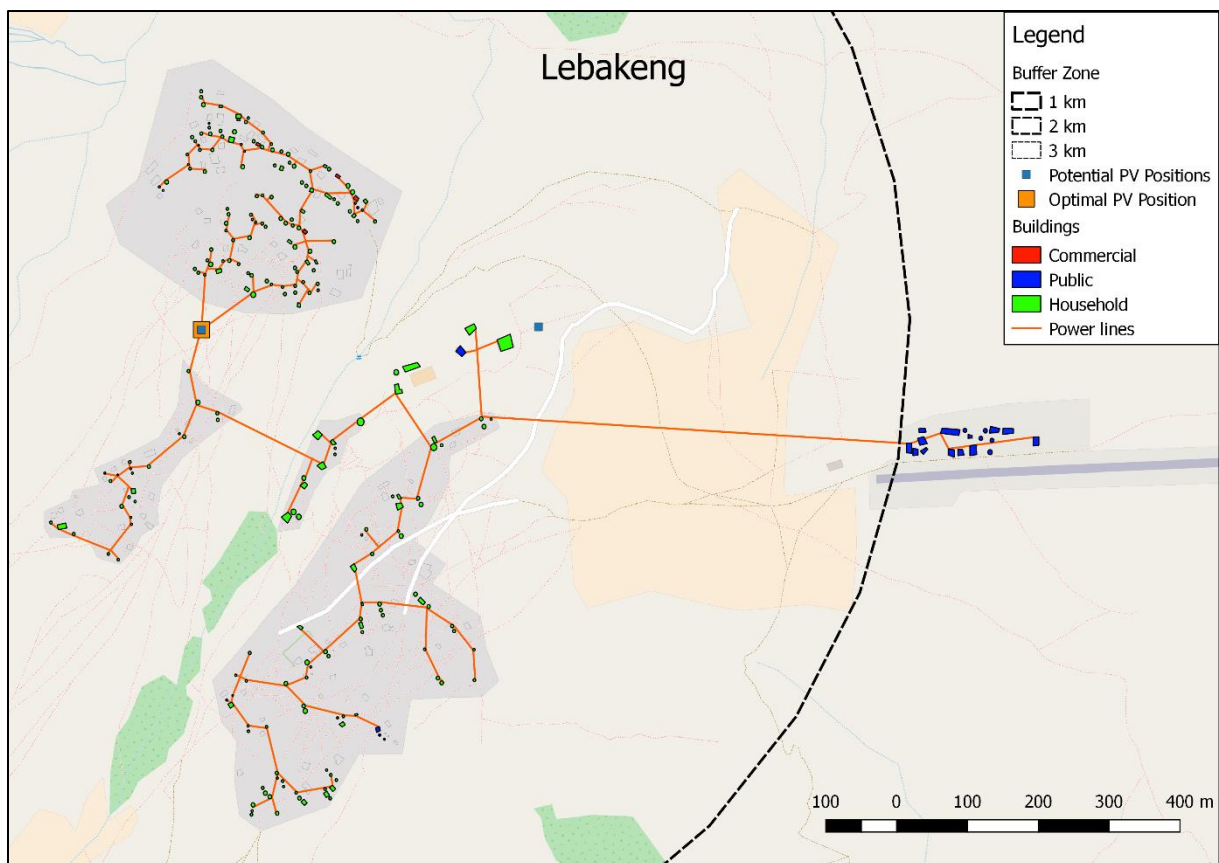 Lebakeng
Legend
Buffer Zone
1 km
2 km
3 km
Potential PV Positions
Optimal PV Position
Buildings
Commercial
Public
Household
Power lines
100 0 100 200 300 400 m